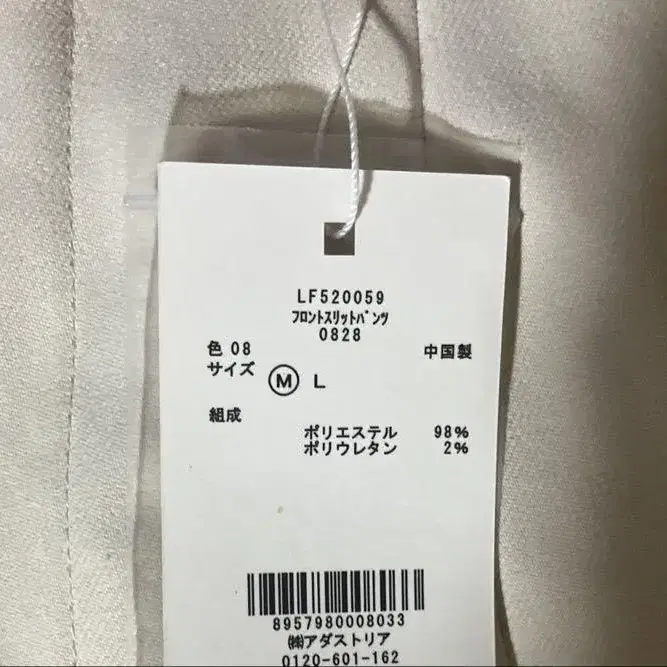 LF520059
ﾌﾛﾝﾄｽﾘｯﾄﾊﾟﾝﾂ
0828
色 08 中国製
サイズ Ⓜ L
組成
ポリエステル 98%
ポリウレタン 2%
8957980008033
㈱アダストリア
0120-601-162